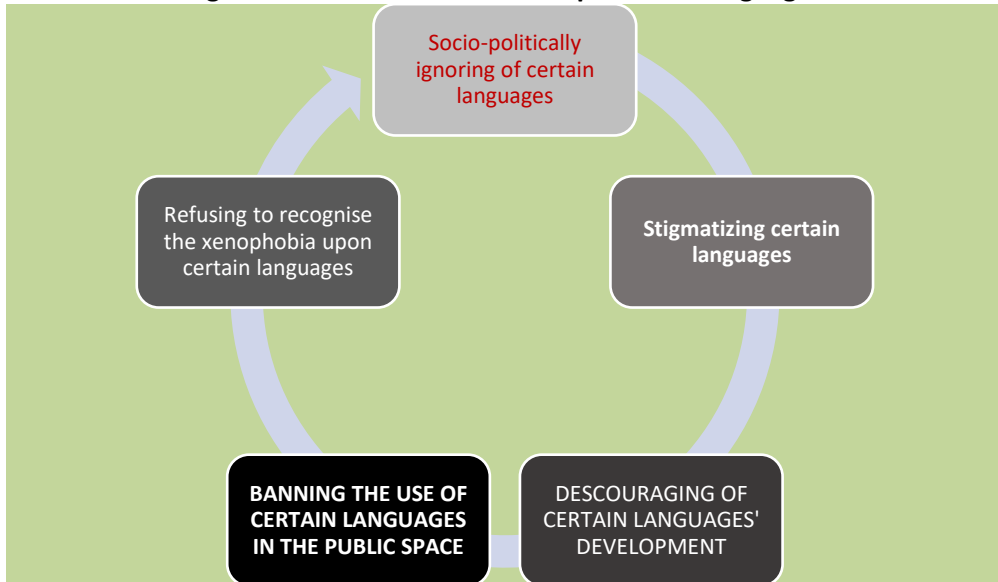 Socio-politically
ignoring of certain
languages
Stigmatizing certain
languages
DESCOURAGING OF
CERTAIN LANGUAGES'
DEVELOPMENT
BANNING THE USE OF
CERTAIN LANGUAGES
IN THE PUBLIC SPACE
Refusing to recognise
the xenophobia upon
certain languages